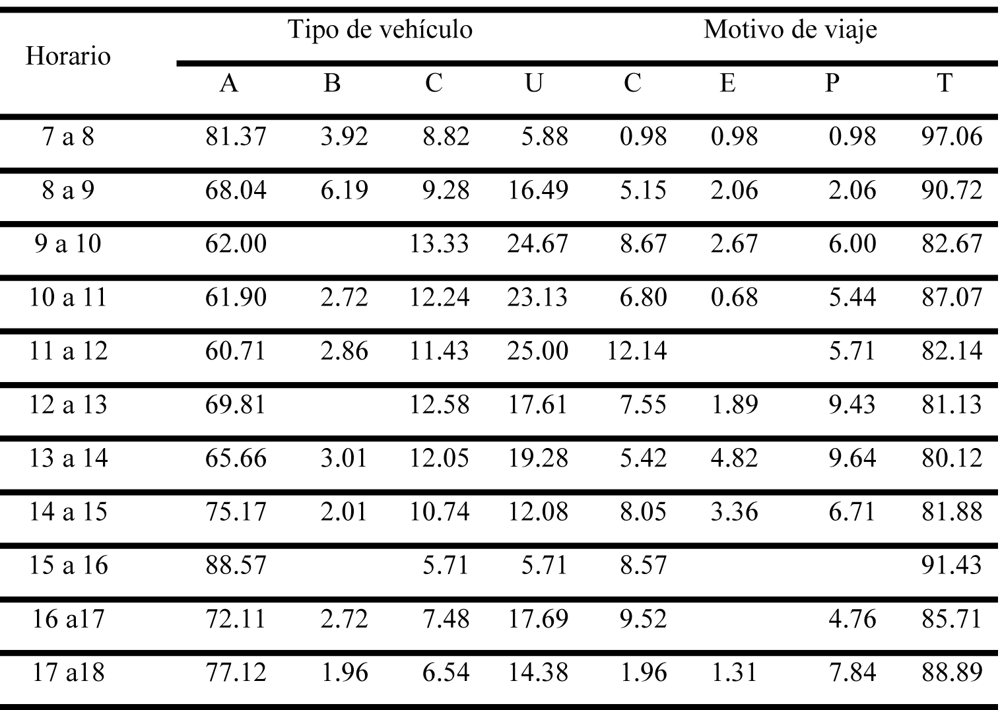 Tipo de vehículo Motivo de viaje
Horario
A B C U C E P T
7 a 8 81.37 3.92 8.82 5.88 0.98 0.98 0.98 97.06
8 a 9 68.04 6.19 9.28 16.49 5.15 2.06 2.06 90.72
9 a 10 62.00 13.33 24.67 8.67 2.67 6.00 82.67
10 a 11 61.90 2.72 12.24 23.13 6.80 0.68 5.44 87.07
11 a 12 60.71 2.86 11.43 25.00 12.14 5.71 82.14
12 a 13 69.81 12.58 17.61 7.55 1.89 9.43 81.13
13 a 14 65.66 3.01 12.05 19.28 5.42 4.82 9.64 80.12
14 a 15 75.17 2.01 10.74 12.08 8.05 3.36 6.71 81.88
15 a 16 88.57 5.71 5.71 8.57 91.43
16 a17 72.11 2.72 7.48 17.69 9.52 4.76 85.71
17 a18 77.12 1.96 6.54 14.38 1.96 1.31 7.84 88.89